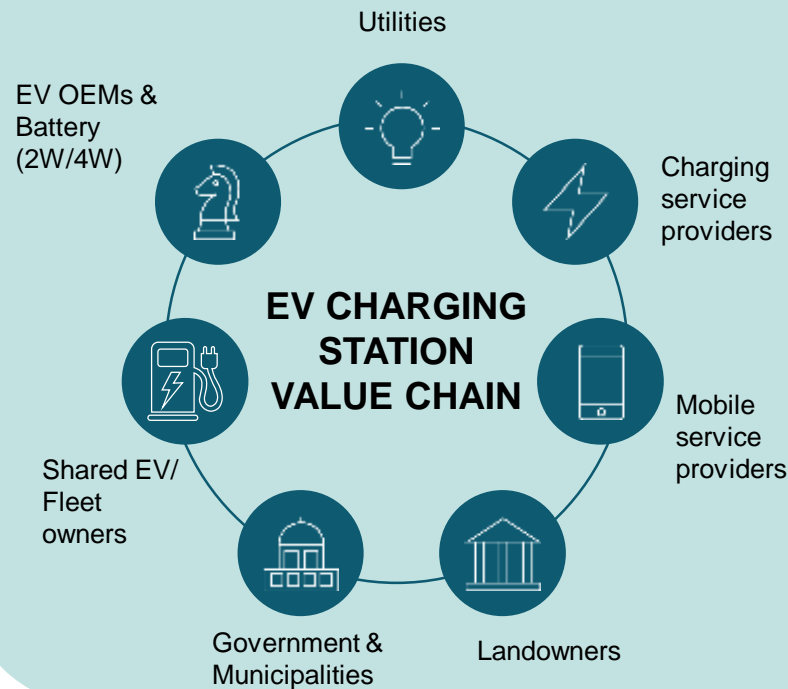 Utilities
EV OEMs &
Battery
(2W/4W)
Charging
service
providers
EV CHARGING
STATION
VALUE CHAIN
Mobile
service
providers
Shared EV/
Fleet
owners
Government &
Municipalities
Landowners